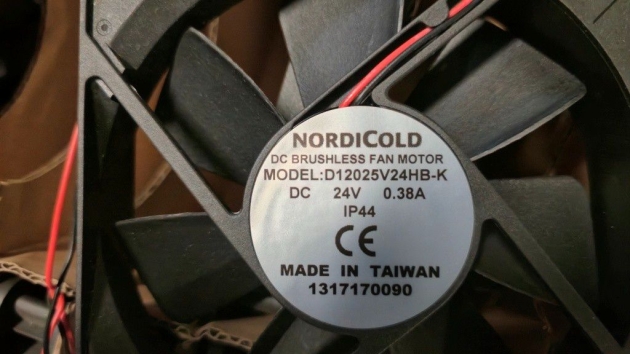 NORDICOLD
DC BRUSHLESS FAN MOTOR
MODEL:D12025V24HB-K
DC 24V 0.38A
IP44
CE
MADE IN TAIWAN
1317170090